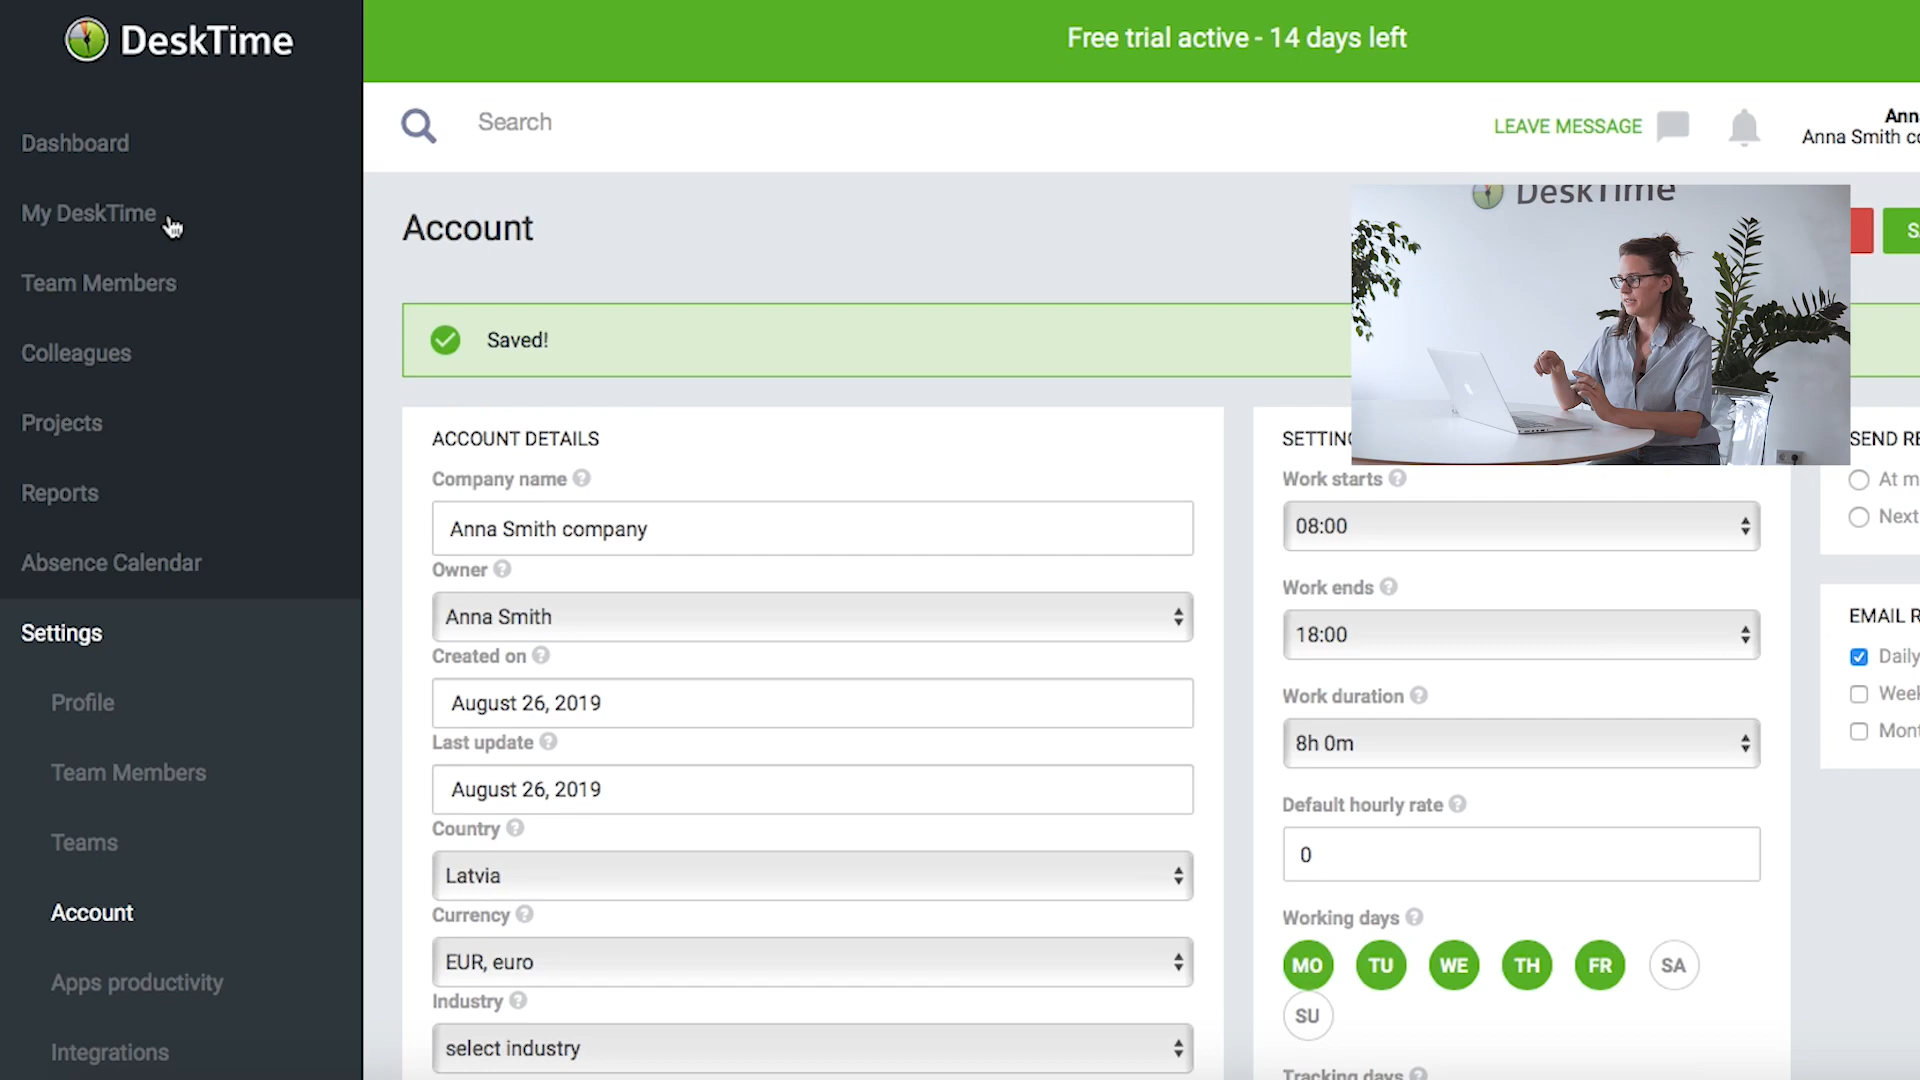 DeskTime
Free trial active - 14 days left
Dashboard
My DeskTime
Team Members
Colleagues
Projects
Reports
Absence Calendar
Settings
Profile
Team Members
Teams
Account
Apps productivity
Integrations
Search
LEAVE MESSAGE
Anna
Anna Smith co
Account
DeskTime
Saved!
ACCOUNT DETAILS
Company name
Anna Smith company
Owner
Anna Smith
Created on
August 26, 2019
Last update
August 26, 2019
Country
Latvia
Currency
EUR, euro
Industry
select industry
SETTIN
Work starts
08:00
Work ends
18:00
Work duration
8h 0m
Default hourly rate
0
Working days
MO TU WE TH FR SA
SU
Tracking days
SEND RE
At m
Next
EMAIL R
Daily
Week
Mont